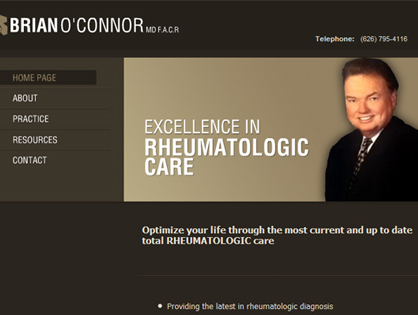 BRIAN O'CONNOR MD F.A.C.R
Telephone: (626) 795-4116
HOME PAGE
ABOUT
PRACTICE
RESOURCES
CONTACT
EXCELLENCE IN
RHEUMATOLOGIC
CARE
Optimize your life through the most current and up to date
total RHEUMATOLOGIC care
• Providing the latest in rheumatologic diagnosis